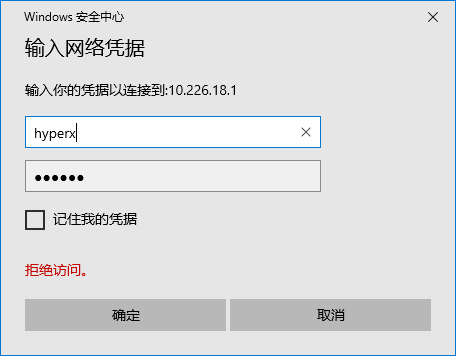 Windows 安全中心
输入网络凭据
输入你的凭据以连接到:10.226.18.1
hyperx
●●●●●●
记住我的凭据
拒绝访问。
确定
取消